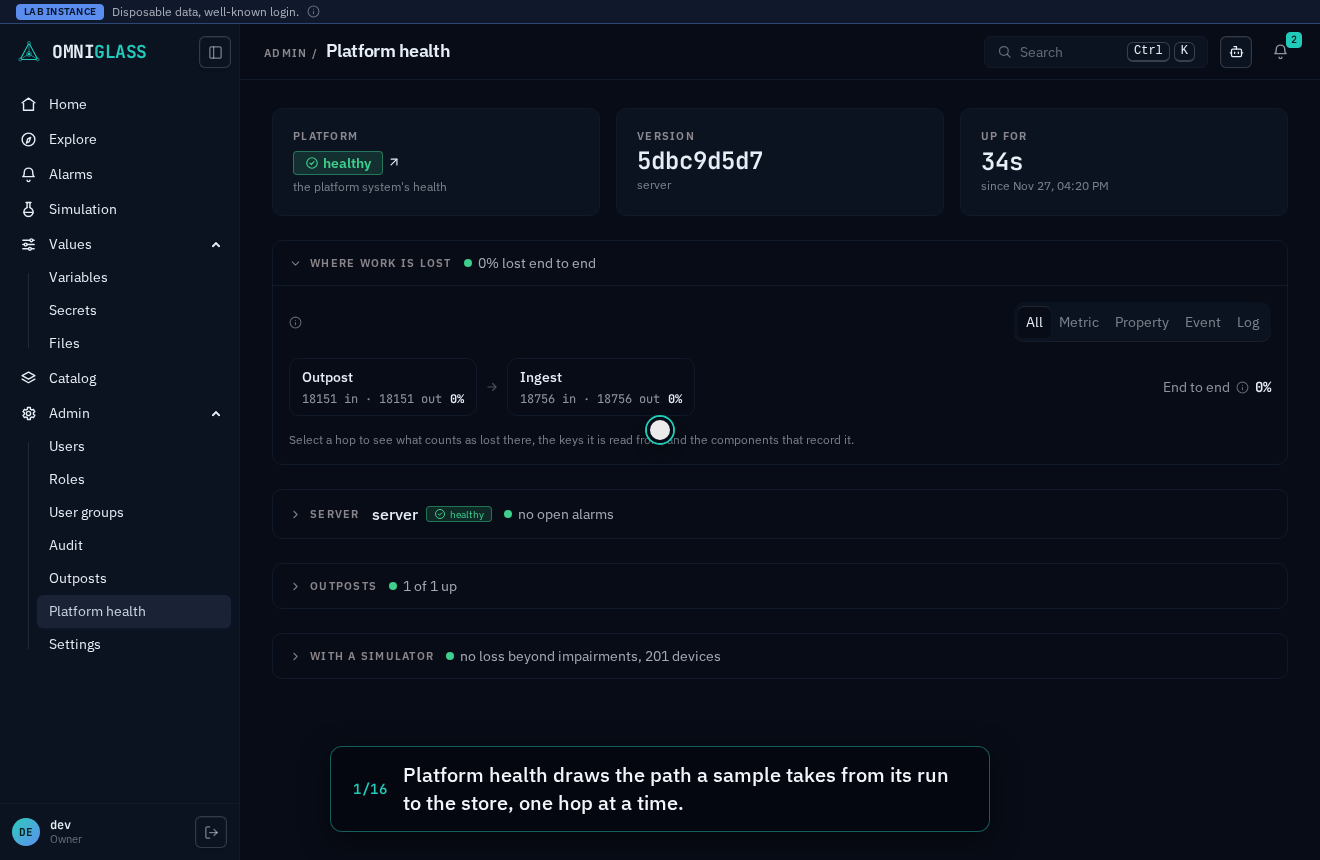 LAB INSTANCE Disposable data, well-known login.
OMNIGLASS
ADMIN / Platform health
Search Ctrl K
2
Home
Explore
Alarms
Simulation
Values
Variables
Secrets
Files
Catalog
Admin
Users
Roles
User groups
Audit
Outposts
Platform health
Settings
DE dev
Owner
PLATFORM
healthy
the platform system's health
VERSION
5dbc9d5d7
server
UP FOR
34s
since Nov 27, 04:20 PM
WHERE WORK IS LOST 0% lost end to end
All Metric Property Event Log
Outpost
18151 in · 18151 out 0%
Ingest
18756 in · 18756 out 0%
End to end 0%
Select a hop to see what counts as lost there, the keys it is read and the components that record it.
SERVER server healthy no open alarms
OUTPOSTS 1 of 1 up
WITH A SIMULATOR no loss beyond impairments, 201 devices
1/16 Platform health draws the path a sample takes from its run
to the store, one hop at a time.